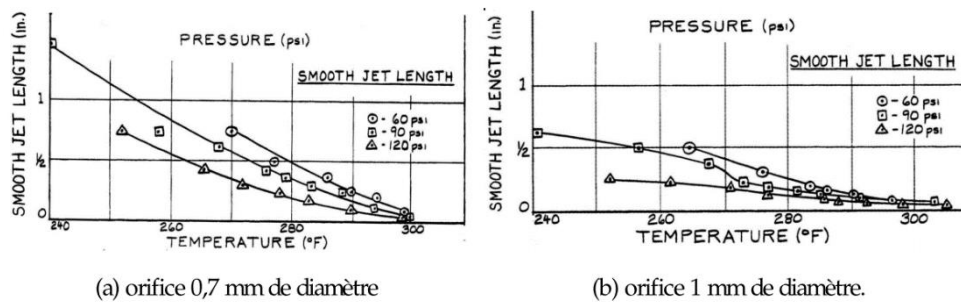 PRESSURE (psi)
SMOOTH JET LENGTH
60 psi
90 psi
120 psi
SMOOTH JET LENGTH (in.)
1
1/2
0
240 260 280 300
TEMPERATURE (°F)
(a) orifice 0,7 mm de diamètre
PRESSURE (psi)
SMOOTH JET LENGTH
-60 psi
-90 psi
-120 psi
SMOOTH JET LENGTH (in.)
1
1/2
0
240 260 280 300
TEMPERATURE (°F)
(b) orifice 1 mm de diamètre.